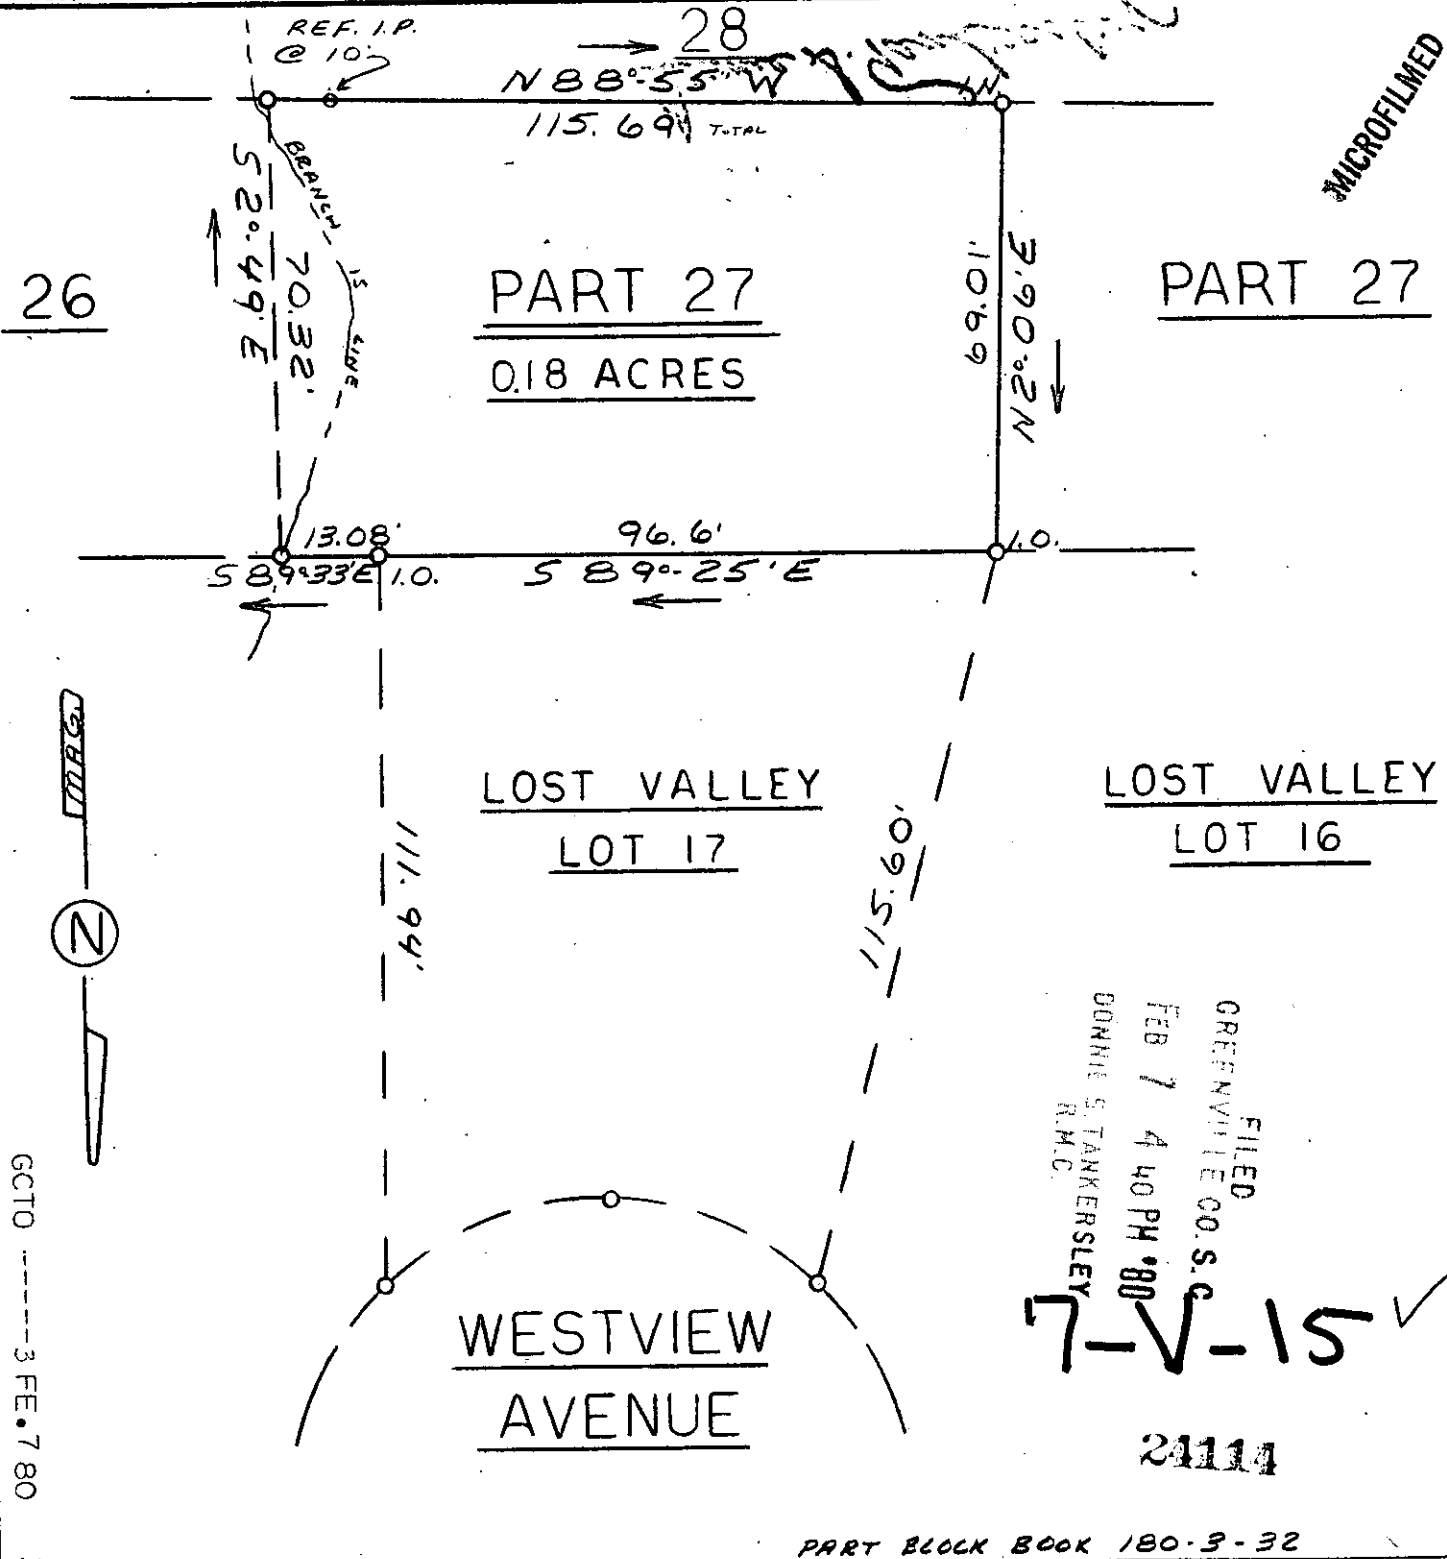 REF. I.P.
@ 10'
28
N 88°-55' W
115.69' TOTAL
MICROFILMED
BRANCH IS LINE
S 2°-49' E
70.32'
26
PART 27
0.18 ACRES
69.01'
N 2°-06' E
PART 27
13.08'
96.6'
I.O.
S 89°-33' E
I.O.
S 89°-25' E
MAG.
N
LOST VALLEY
LOT 17
LOST VALLEY
LOT 16
111.94'
115.60'
FILED
GREENVILLE CO. S. C
FEB 7 4 40 PM '80
DONNIE S. TANKERSLEY
R.M.C.
WESTVIEW
AVENUE
7-V-15
24114
GCTO -----3 FE.7 80
PART BLOCK BOOK 180-3-32